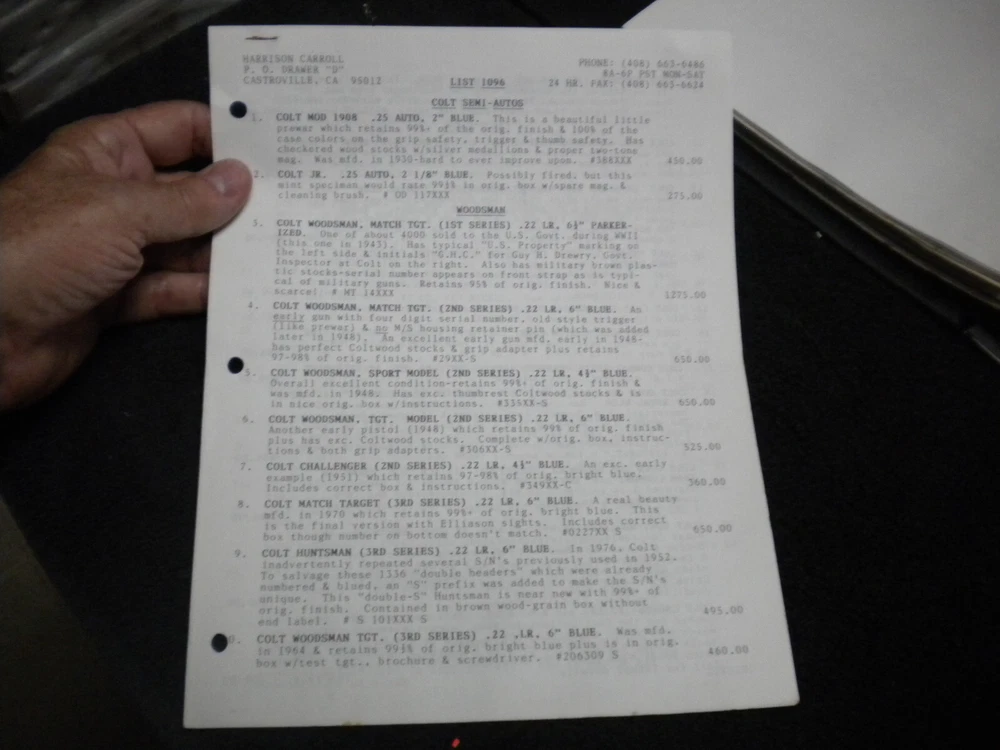 HARRISON CARROLL
P. O. DRAWER "D"
CASTROVILLE, CA 95012
LIST 1096
PHONE: (408) 663-6486
8A-6P PST MON-SAT
24 HR. FAX: (408) 663-6624
COLT SEMI-AUTOS
1. COLT MOD 1908 .25 AUTO, 2" BLUE. This is a beautiful little
prewar which retains 99%+ of the orig. finish & 100% of the
case colors on the grip safety, trigger & thumb safety. Has
checkered wood stocks w/silver medallions & proper two-tone
mag. Was mfd. in 1930-hard to ever improve upon. #388XXX 450.00
2. COLT JR. .25 AUTO, 2 1/8" BLUE. Possibly fired, but this
mint specimen would rate 99½% in orig. box w/spare mag. &
cleaning brush. # OD 117XXX 275.00
WOODSMAN
3. COLT WOODSMAN, MATCH TGT. (1ST SERIES) .22 LR, 6½" PARKER-
IZED. One of about 4000 sold to the U.S. Govt. during WWII
(this one in 1943). Has typical "U.S. Property" marking on
the left side & initials "G.H.D." for Guy H. Drewry, Govt.
Inspector at Colt on the right. Also has military brown plas-
tic stocks-serial number appears on front strap as is typi-
cal of military guns. Retains 95% of orig. finish. Nice &
scarce! # MT 14XXX 1275.00
4. COLT WOODSMAN, MATCH TGT. (2ND SERIES) .22 LR, 6" BLUE. An
early gun with four digit serial number, old style trigger
(like prewar) & no M/S housing retainer pin (which was added
later in 1948). An excellent early gun mfd. early in 1948-
has perfect Coltwood stocks & grip adapter plus retains
97-98% of orig. finish. #29XX-S 650.00
5. COLT WOODSMAN, SPORT MODEL (2ND SERIES) .22 LR, 4½" BLUE.
Overall excellent condition-retains 99%+ of orig. finish &
was mfd. in 1948. Has exc. thumbrest Coltwood stocks & is
in nice orig. box w/instructions. #335XX-S 650.00
6. COLT WOODSMAN, TGT. MODEL (2ND SERIES) .22 LR, 6" BLUE.
Another early pistol (1948) which retains 99% of orig. finish
plus has exc. Coltwood stocks. Complete w/orig. box, instruc-
tions & both grip adapters. #306XX-S 525.00
7. COLT CHALLENGER (2ND SERIES) .22 LR, 4½" BLUE. An exc. early
example (1951) which retains 97-98% of orig. bright blue.
Includes correct box & instructions. #349XX-C 360.00
8. COLT MATCH TARGET (3RD SERIES) .22 LR, 6" BLUE. A real beauty
mfd. in 1970 which retains 99%+ of orig. bright blue. This
is the final version with Elliason sights. Includes correct
box though number on bottom doesn't match. #0227XX S 650.00
9. COLT HUNTSMAN (3RD SERIES) .22 LR, 6" BLUE. In 1976, Colt
inadvertently repeated several S/N's previously used in 1952.
To salvage these 1336 "double headers" which were already
numbered & blued, an "S" prefix was added to make the S/N's
unique. This "double-S" Huntsman is near new with 99%+ of
orig. finish. Contained in brown wood-grain box without
end label. # S 101XXX S 495.00
0. COLT WOODSMAN TGT. (3RD SERIES) .22 .LR, 6" BLUE. Was mfd.
in 1964 & retains 99½% of orig. bright blue plus is in orig.
box w/test tgt., brochure & screwdriver. #206309 S 460.00